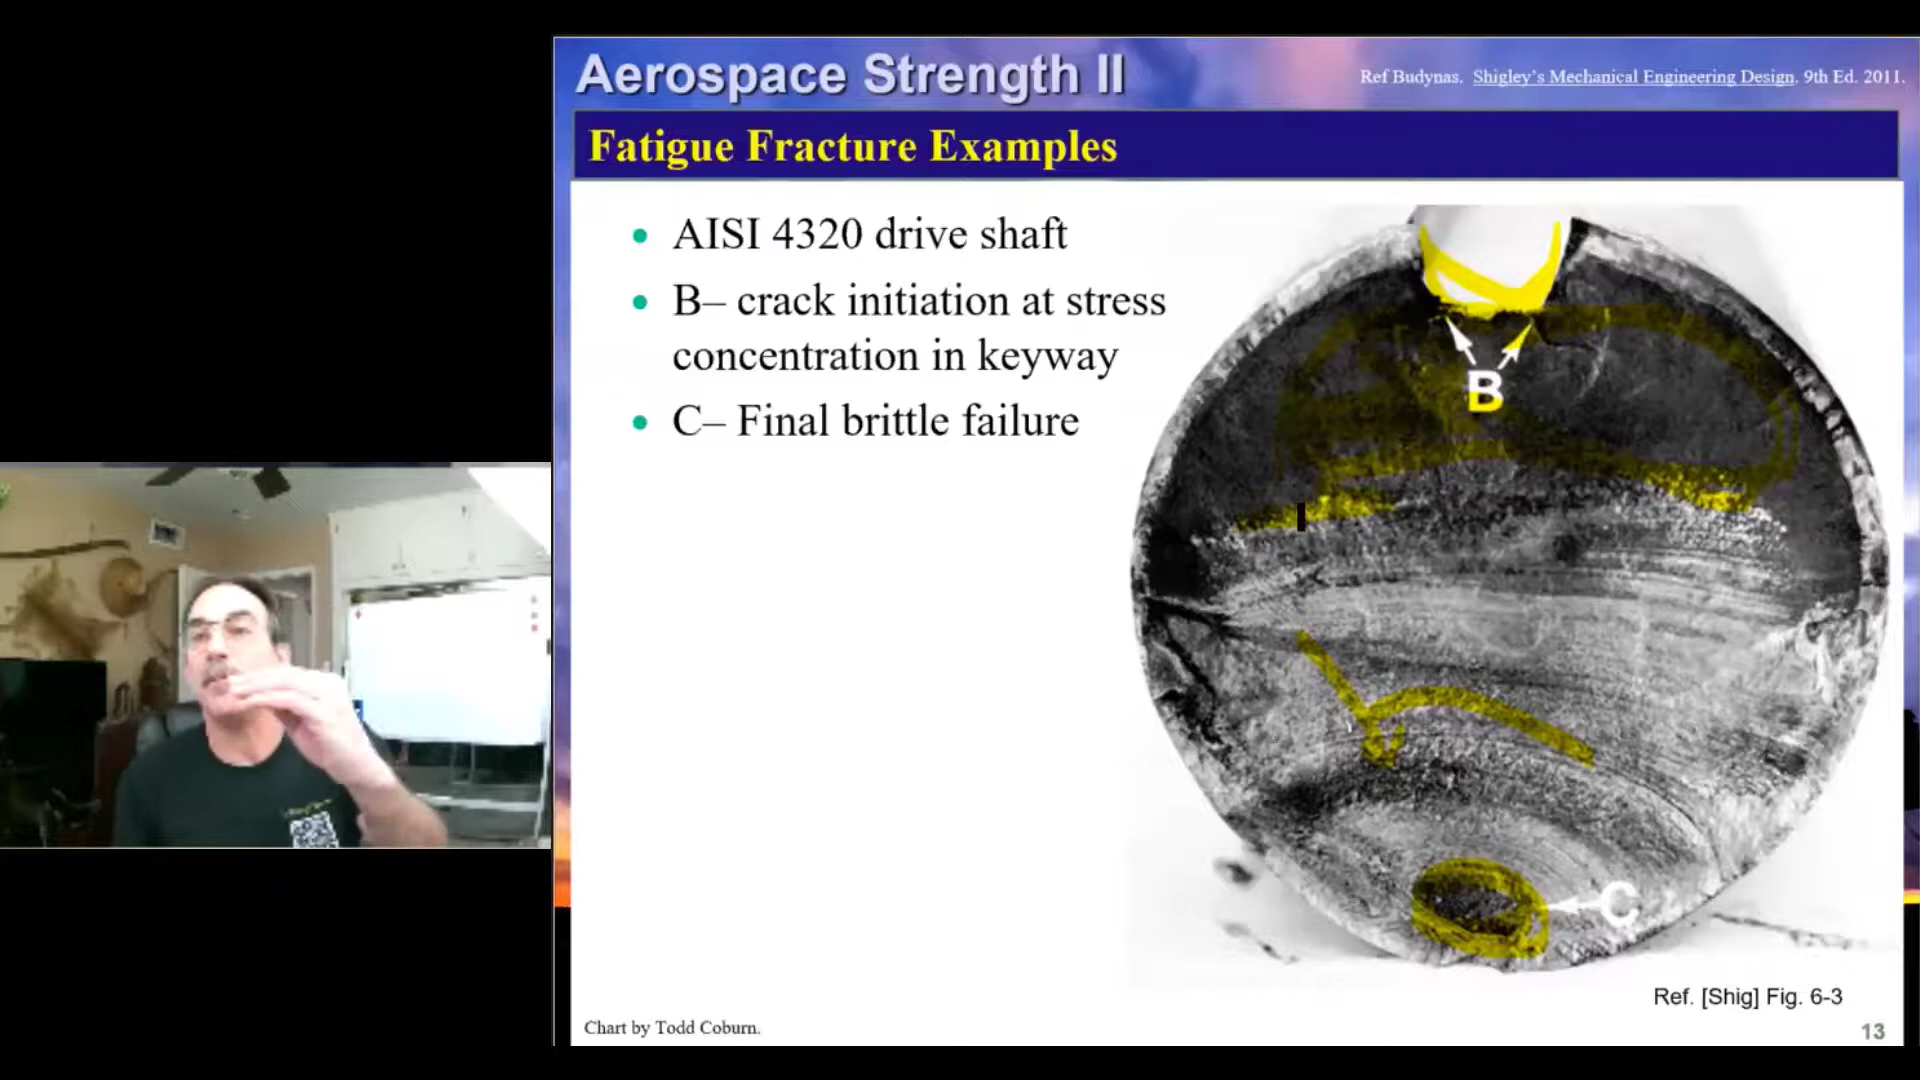 Aerospace Strength II
Ref Budynas. Shigley's Mechanical Engineering Design. 9th Ed. 2011.
Fatigue Fracture Examples
• AISI 4320 drive shaft
• B– crack initiation at stress
concentration in keyway
• C– Final brittle failure
B
C
Ref. [Shig] Fig. 6-3
Chart by Todd Coburn.
13